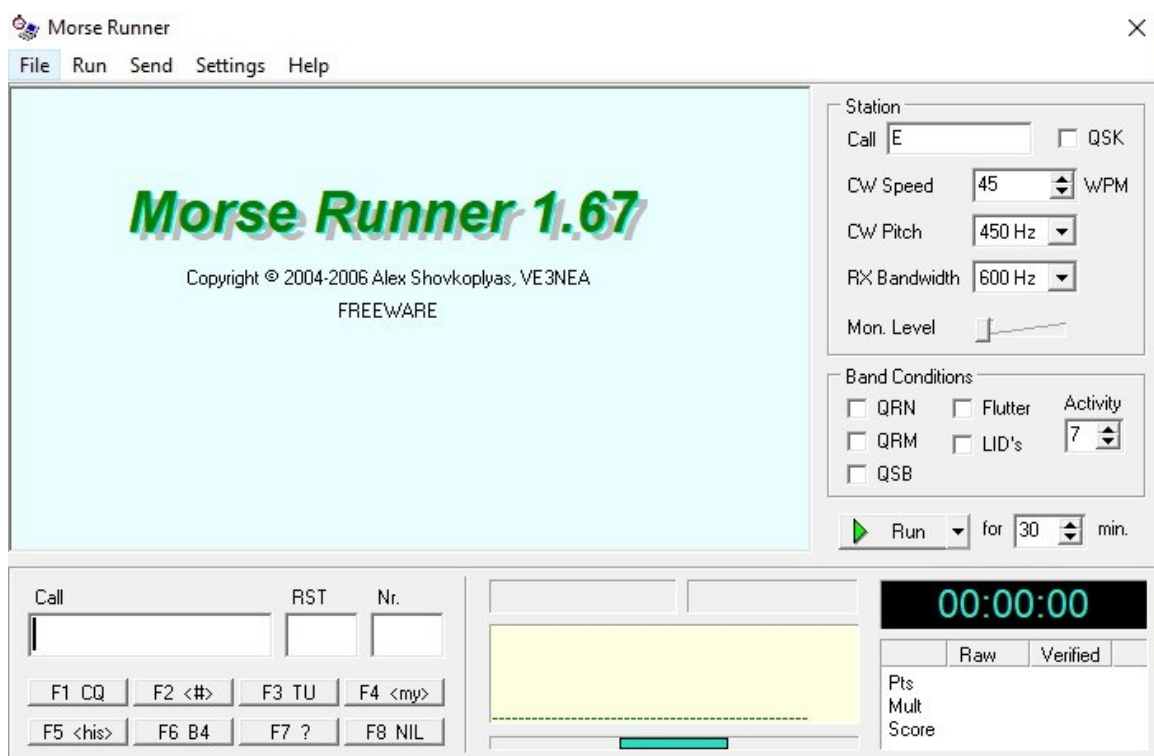 Morse Runner
File Run Send Settings Help
Morse Runner 1.67
Copyright © 2004-2006 Alex Shovkoplyas, VE3NEA
FREEWARE
Station
Call E QSK
CW Speed 45 WPM
CW Pitch 450 Hz
RX Bandwidth 600 Hz
Mon. Level
Band Conditions
QRN Flutter Activity
QRM LID's 7
QSB
Run for 30 min.
Call RST Nr.
F1 CQ F2 <#> F3 TU F4 <my>
F5 <his> F6 B4 F7 ? F8 NIL
00:00:00
Raw Verified
Pts
Mult
Score